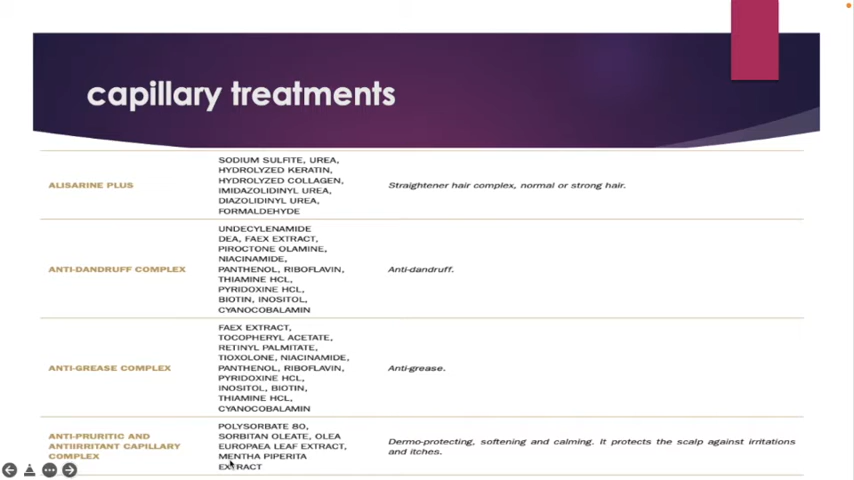 capillary treatments
ALISARINE PLUS
SODIUM SULFITE, UREA,
HYDROLYZED KERATIN,
HYDROLYZED COLLAGEN,
IMIDAZOLIDINYL UREA,
DIAZOLIDINYL UREA,
FORMALDEHYDE
Straightener hair complex, normal or strong hair.
ANTI-DANDRUFF COMPLEX
UNDECYLENAMIDE
DEA, FAEX EXTRACT,
PIROCTONE OLAMINE,
NIACINAMIDE,
PANTHENOL, RIBOFLAVIN,
THIAMINE HCL,
PYRIDOXINE HCL,
BIOTIN, INOSITOL,
CYANOCOBALAMIN
Anti-dandruff.
ANTI-GREASE COMPLEX
FAEX EXTRACT,
TOCOPHERYL ACETATE,
RETINYL PALMITATE,
TIOXOLONE, NIACINAMIDE,
PANTHENOL, RIBOFLAVIN,
PYRIDOXINE HCL,
INOSITOL, BIOTIN,
THIAMINE HCL,
CYANOCOBALAMIN
Anti-grease.
ANTI-PRURITIC AND
ANTIIRRITANT CAPILLARY
COMPLEX
POLYSORBATE 80,
SORBITAN OLEATE, OLEA
EUROPAEA LEAF EXTRACT,
MENTHA PIPERITA
EXTRACT
Dermo-protecting, softening and calming. It protects the scalp against irritations
and itches.